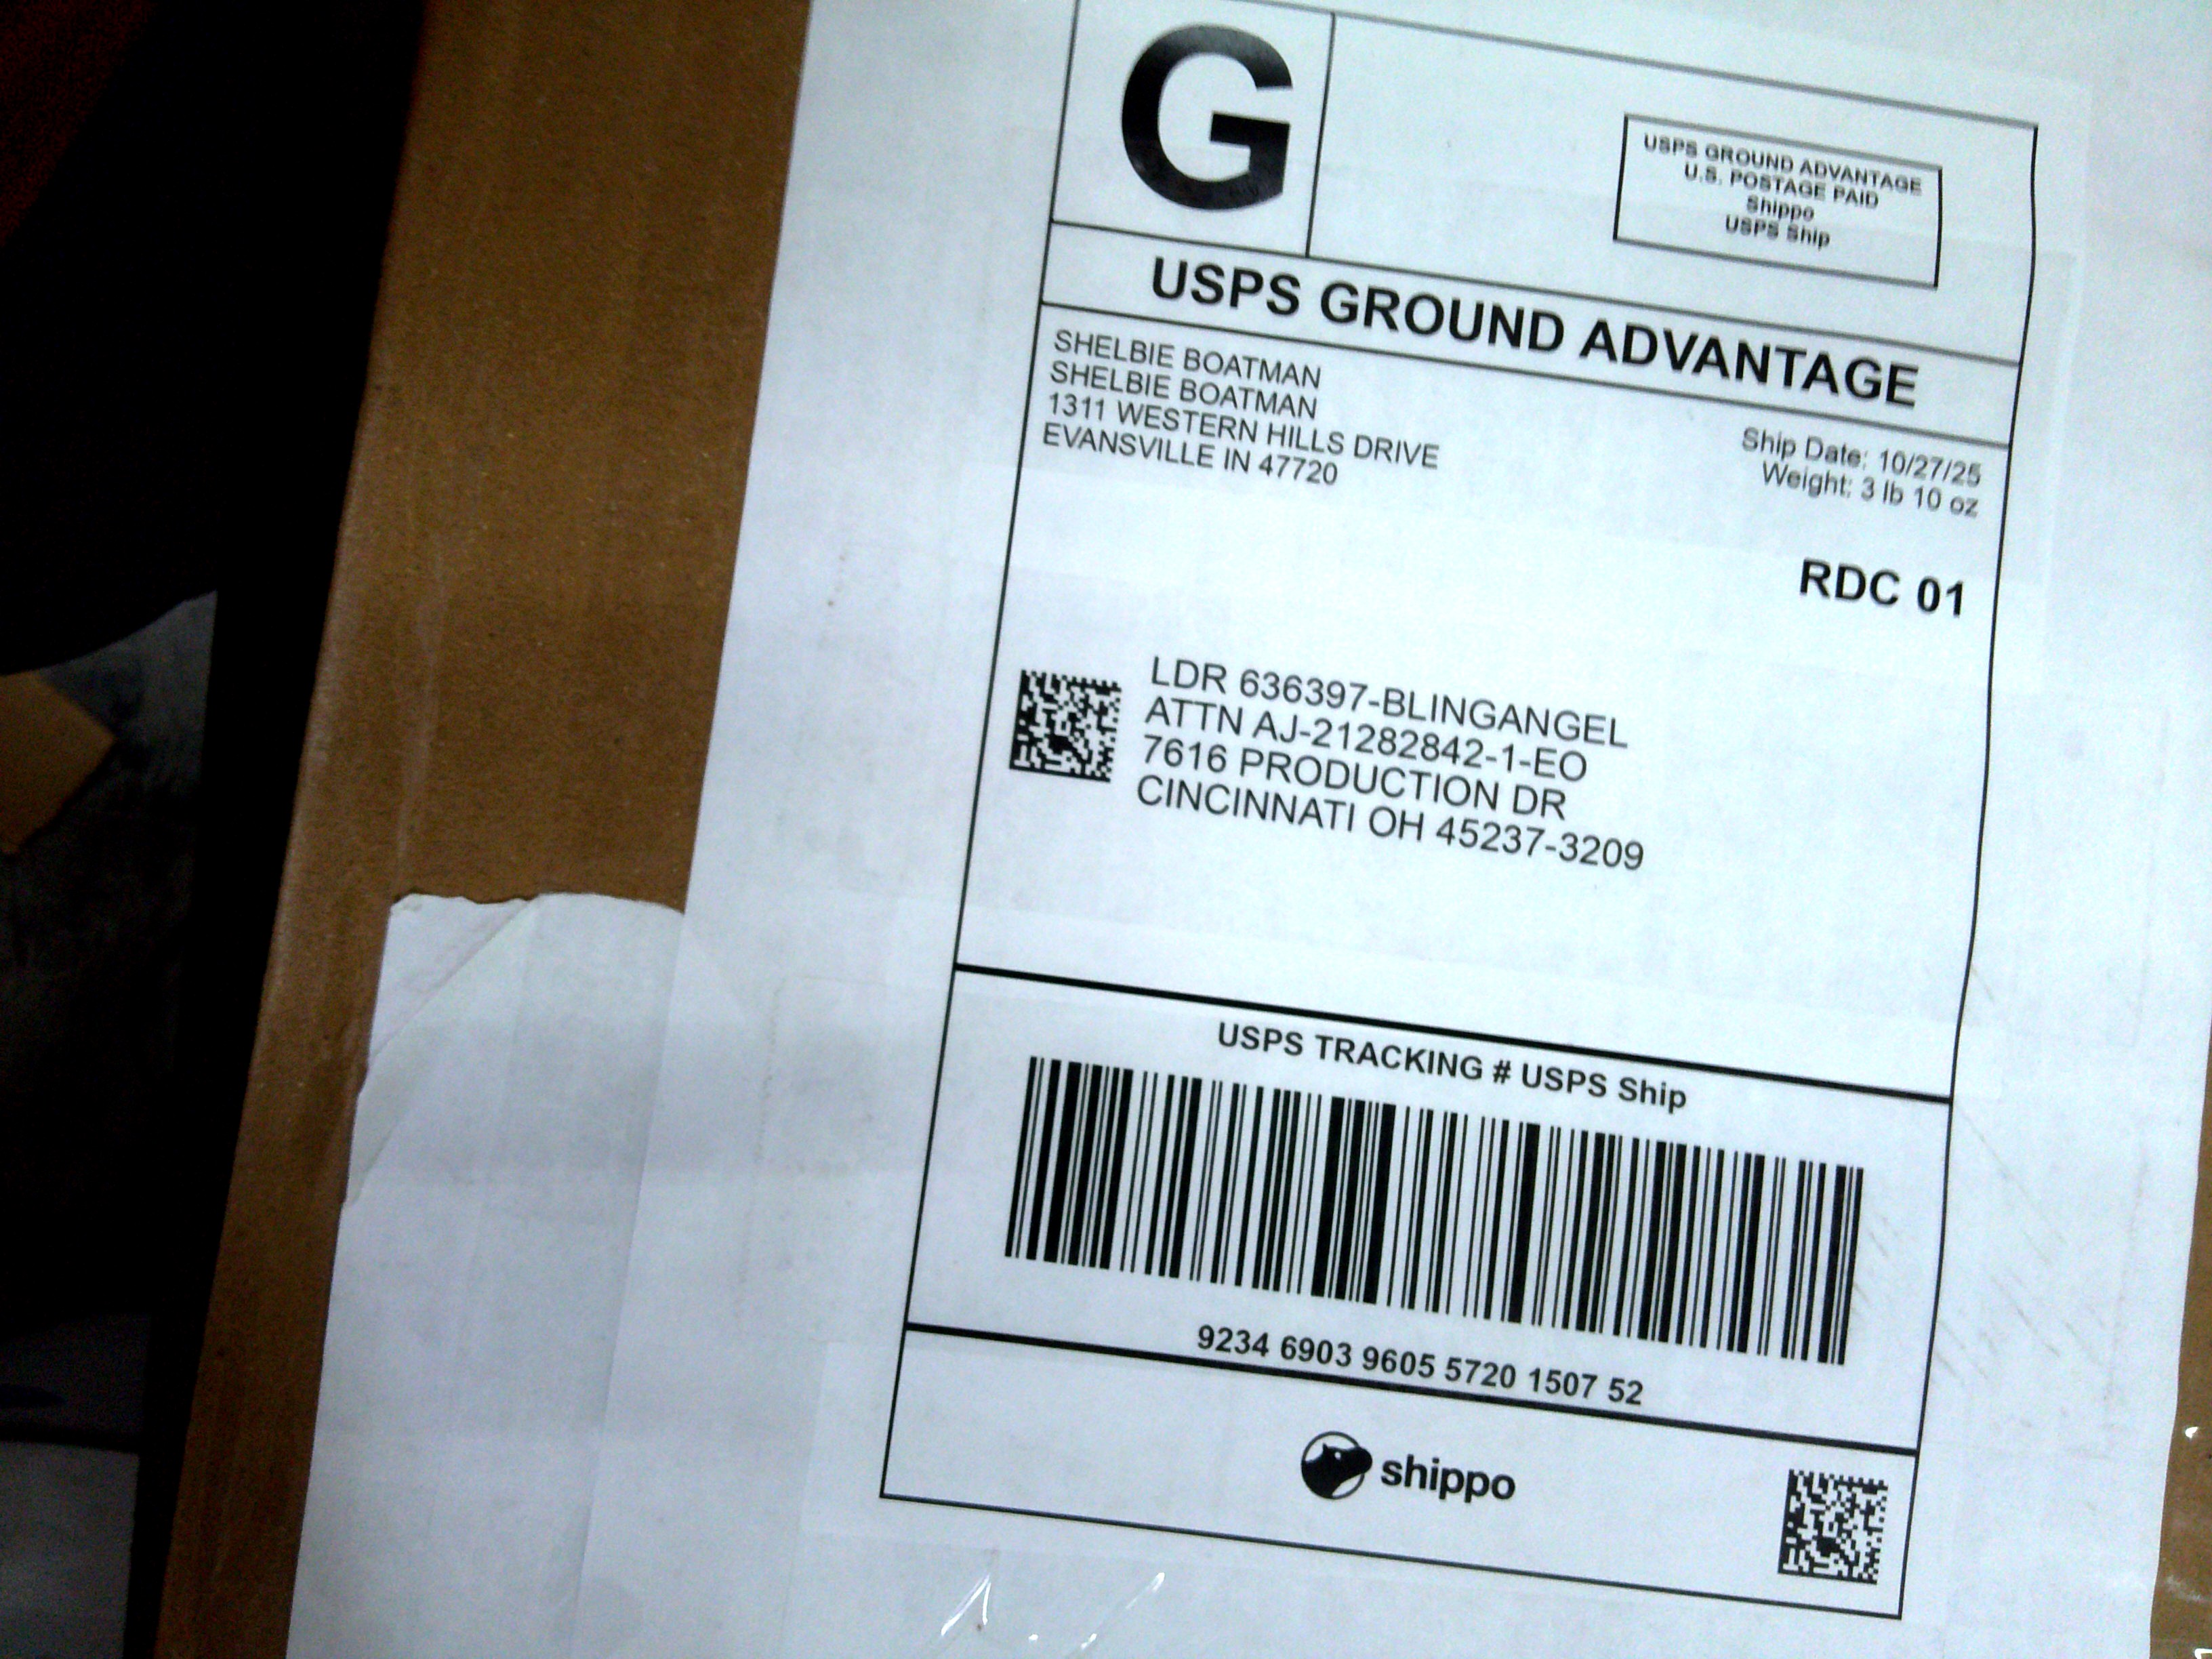 G
USPS GROUND ADVANTAGE
U.S. POSTAGE PAID
Shippo
USPS Ship
USPS GROUND ADVANTAGE
SHELBIE BOATMAN
SHELBIE BOATMAN
1311 WESTERN HILLS DRIVE
EVANSVILLE IN 47720
Ship Date: 10/27/25
Weight: 3 lb 10 oz
RDC 01
LDR 636397-BLINGANGEL
ATTN AJ-21282842-1-EO
7616 PRODUCTION DR
CINCINNATI OH 45237-3209
USPS TRACKING # USPS Ship
9234 6903 9605 5720 1507 52
shippo